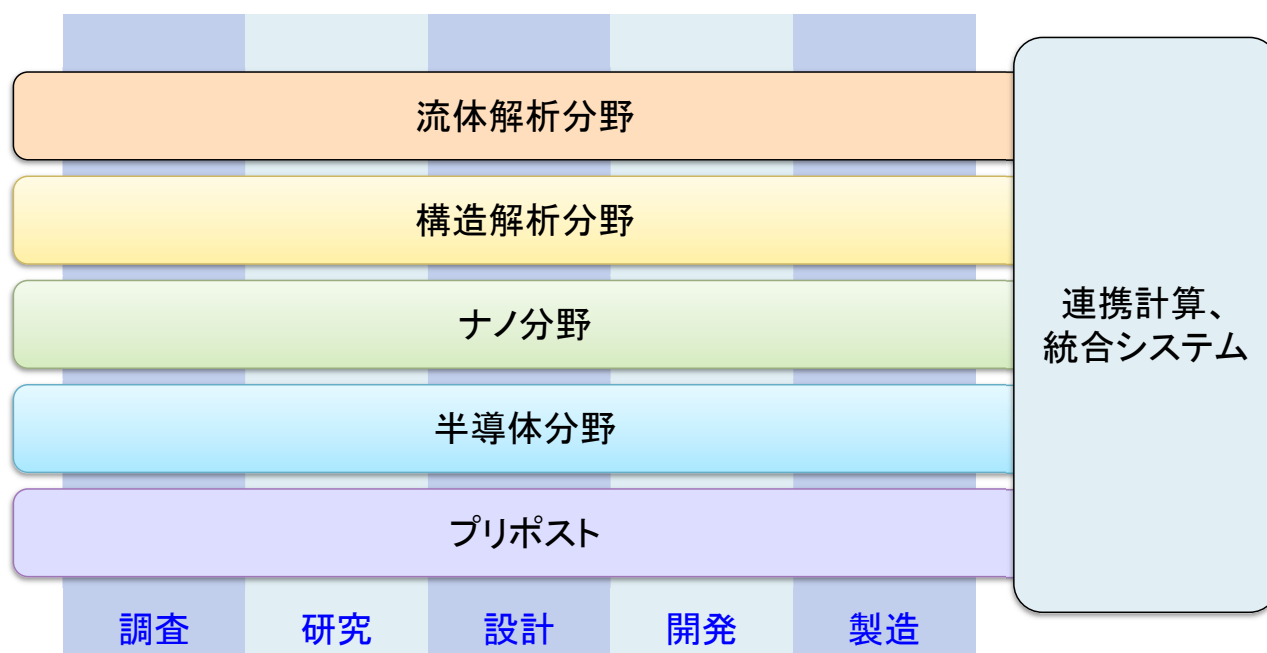 流体解析分野
構造解析分野
ナノ分野
半導体分野
プリポスト
連携計算、
統合システム
調査
研究
設計
開発
製造